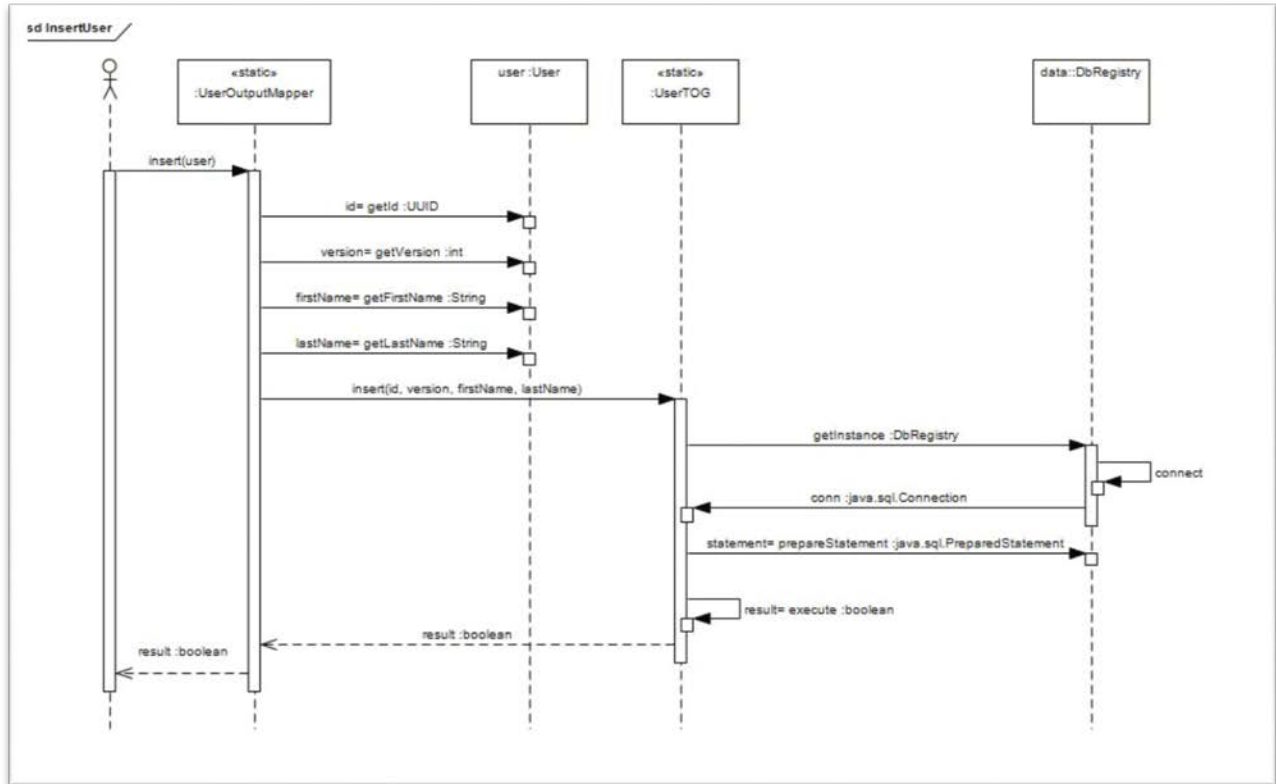 sd InsertUser
«static»
:UserOutputMapper
user :User
«static»
:UserTOG
data::DbRegistry
insert(user)
id= getId :UUID
version= getVersion :int
firstName= getFirstName :String
lastName= getLastName :String
insert(id, version, firstName, lastName)
getInstance :DbRegistry
connect
conn :java.sql.Connection
statement= prepareStatement :java.sql.PreparedStatement
result= execute :boolean
result :boolean
result :boolean